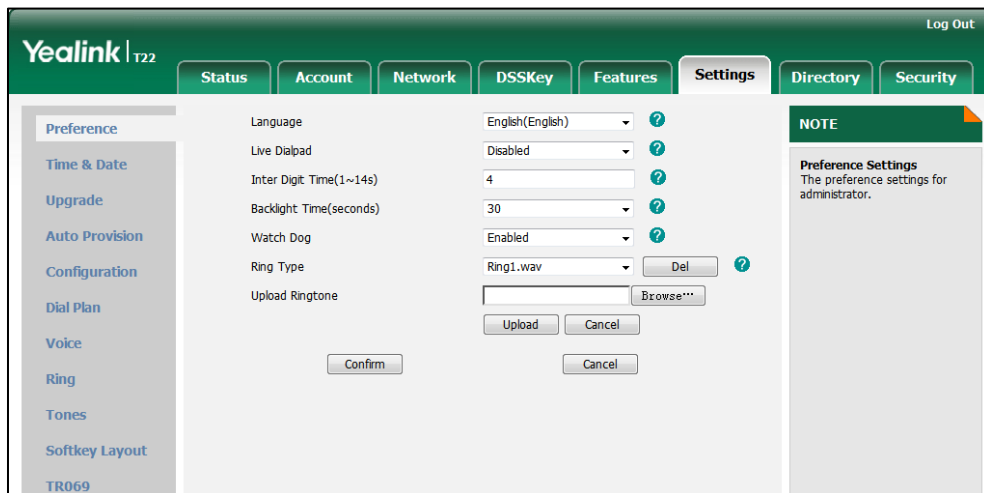 Log Out
Yealink T22
Status Account Network DSSKey Features Settings Directory Security
Preference
Time & Date
Upgrade
Auto Provision
Configuration
Dial Plan
Voice
Ring
Tones
Softkey Layout
TR069
Language English(English) ?
Live Dialpad Disabled ?
Inter Digit Time(1~14s) 4 ?
Backlight Time(seconds) 30 ?
Watch Dog Enabled ?
Ring Type Ring1.wav Del ?
Upload Ringtone Browse...
Upload Cancel
Confirm Cancel
NOTE
Preference Settings
The preference settings for
administrator.